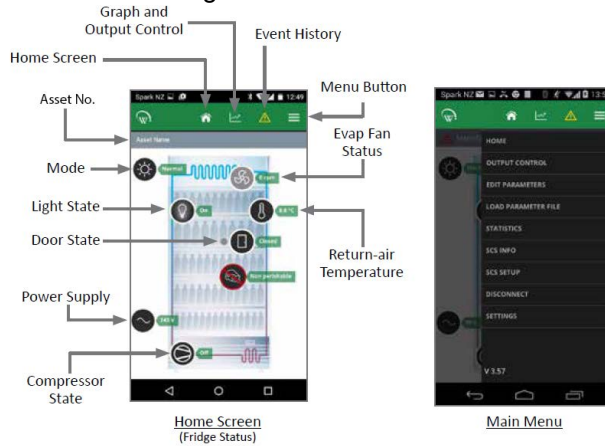 Graph and
Output Control
Event History
Home Screen
Menu Button
Asset No.
Evap Fan
Status
Mode
Light State
Door State
Return-air
Temperature
Power Supply
Compressor
State
Spark NZ
12:49
Asset Name
Normal
0 rpm
On
Closed
Non perishable
Off
Home Screen
(Fridge Status)
Spark NZ
HOME
OUTPUT CONTROL
EDIT PARAMETERS
LOAD PARAMETER FILE
STATISTICS
SCS INFO
SCS SETUP
DISCONNECT
SETTINGS
V 3.57
Main Menu